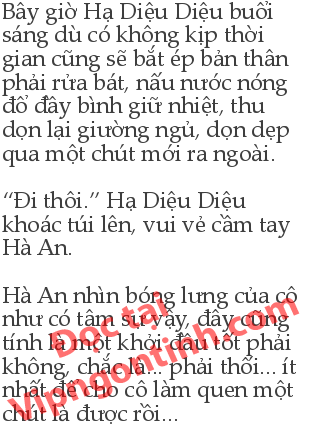 Bây giờ Hạ Diệu Diệu buổi
sáng dù có không kịp thời
gian cũng sẽ bắt ép bản thân
phải rửa bát, nấu nước nóng
đổ đây bình giữ nhiệt, thu
dọn lại giường ngủ, dọn dẹp
qua một chút mới ra ngoài.
“Đi thôi.” Hạ Diệu Diệu
khoác túi lên, vui vẻ cầm tay
Hà An.
Hà An nhìn bóng lưng của cô
như có tâm sự vậy, đây cũng
tính là một khởi đầu tốt phải
không, chắc là... phải thôi... ít
nhất để cho cô làm quen một
chút là được rồi...
Đọc tại
Vipngontinh.com